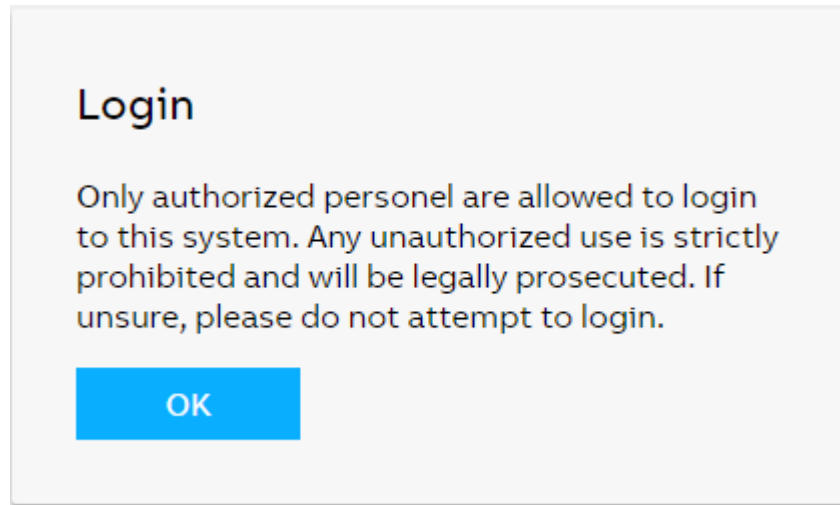 Login
Only authorized personel are allowed to login
to this system. Any unauthorized use is strictly
prohibited and will be legally prosecuted. If
unsure, please do not attempt to login.
OK